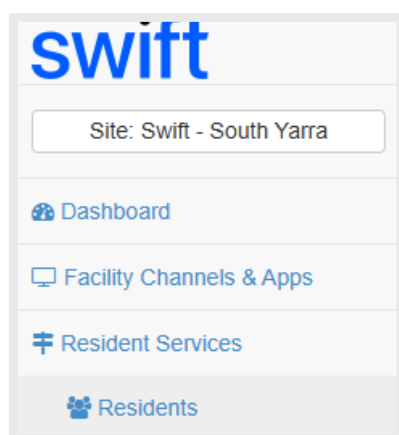 swift
Site: Swift - South Yarra
Dashboard
Facility Channels & Apps
Resident Services
Residents